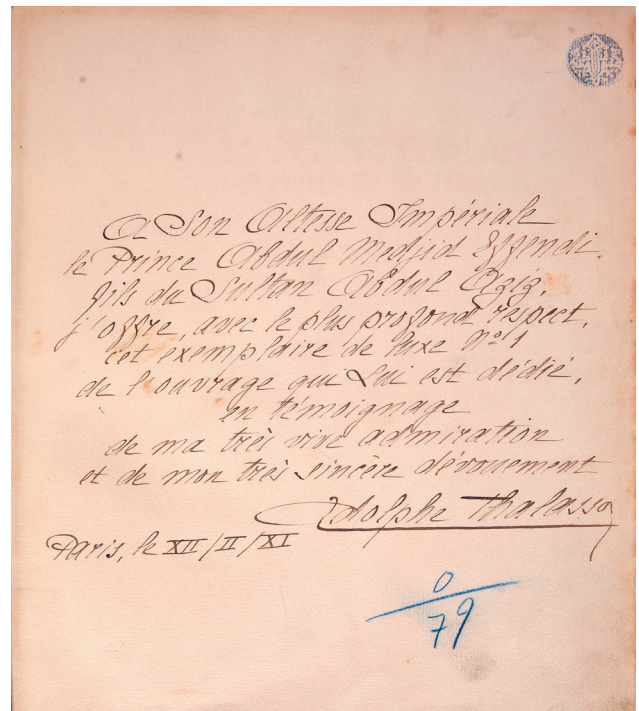 A Son Altesse Impériale
le Prince Abdul Medjid Effendi.
fils du Sultan Abdul Aziz,
j'offre, avec le plus profond respect,
cet exemplaire de luxe Nº 1
de l'ouvrage qui Lui est dédié,
en témoignage
de ma très vive admiration
et de mon très sincère dévouement
Adolphe Thalasso
Paris, le XII/II/XI
0
79